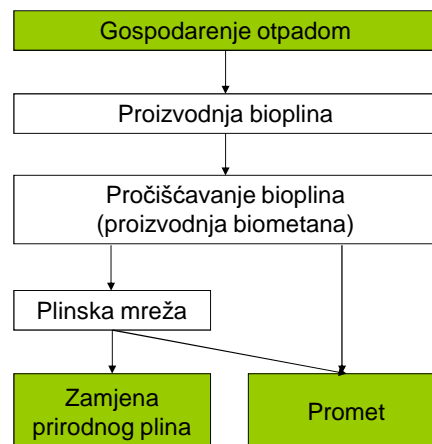 Gospodarenje otpadom
Proizvodnja bioplina
Pročišćavanje bioplina
(proizvodnja biometana)
Plinska mreža
Zamjena
prirodnog plina
Promet